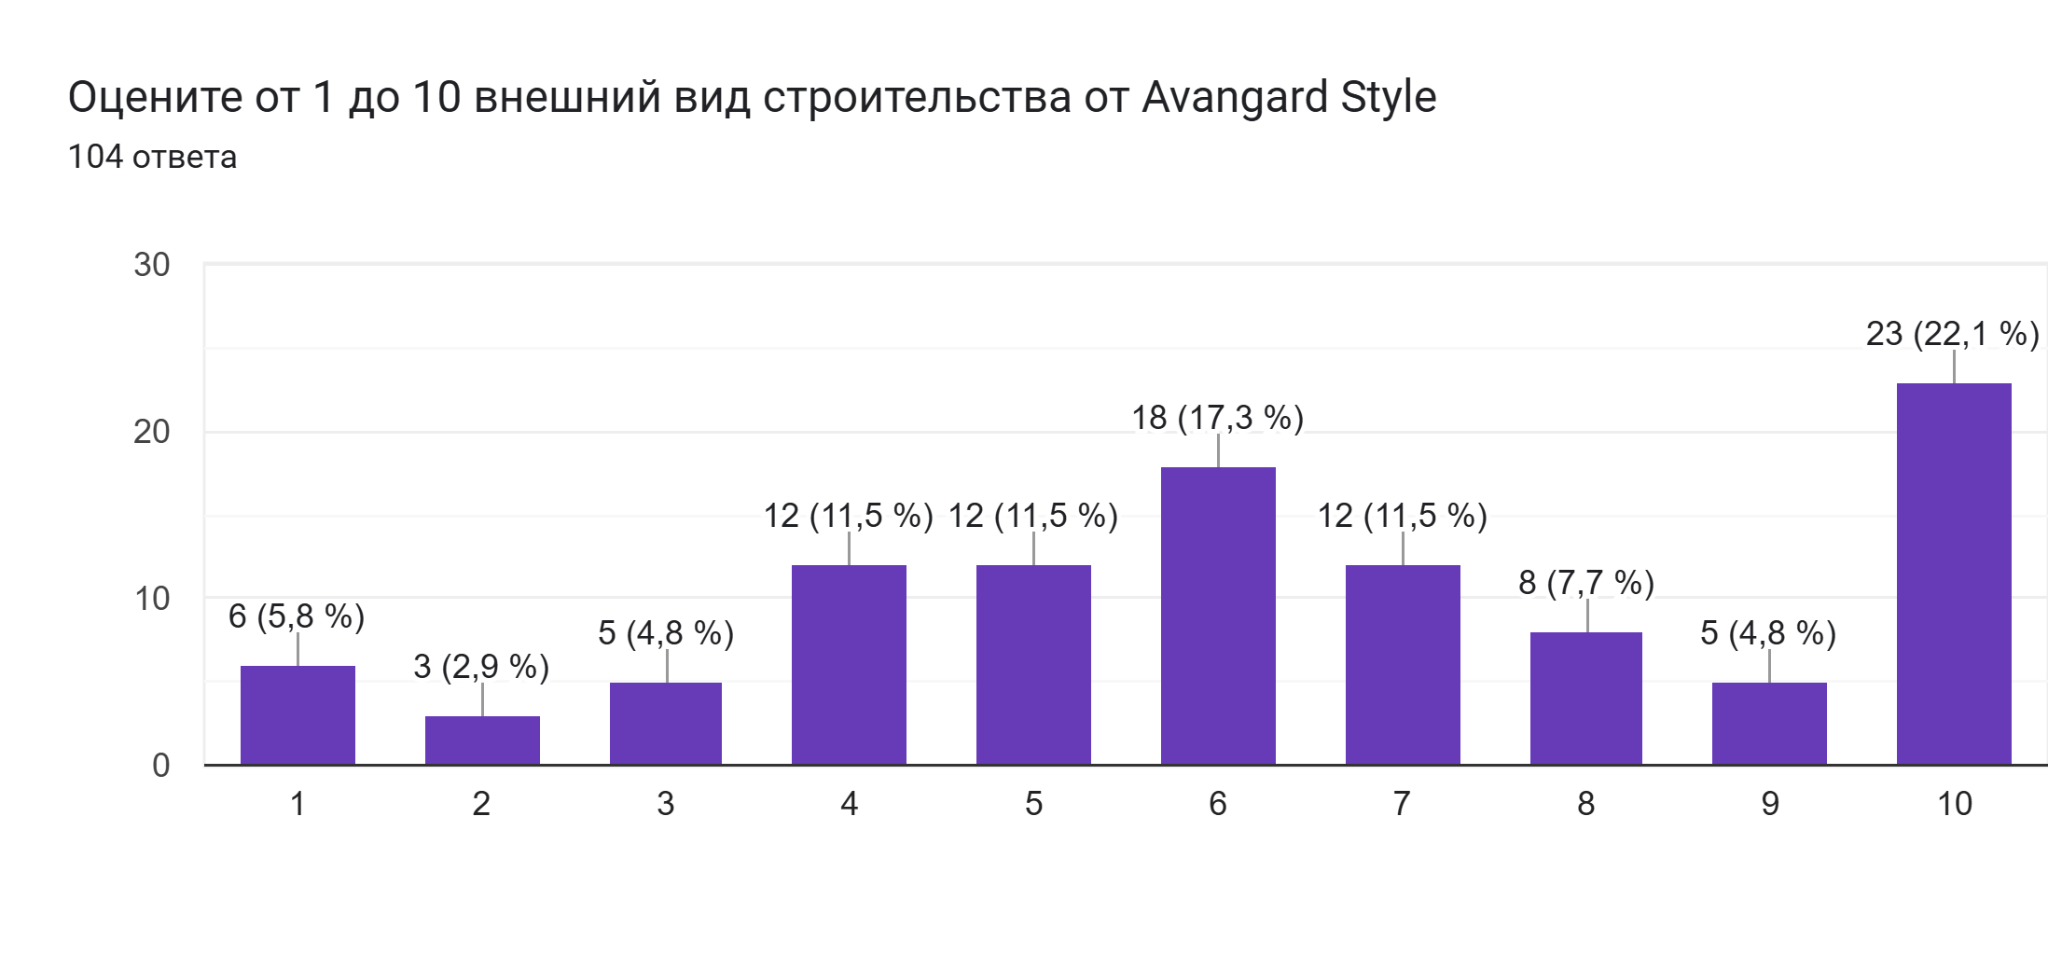 Оцените от 1 до 10 внешний вид строительства от Avangard Style
104 ответа
30
20
10
0
6 (5,8 %)
3 (2,9 %)
5 (4,8 %)
12 (11,5 %)
12 (11,5 %)
18 (17,3 %)
12 (11,5 %)
8 (7,7 %)
5 (4,8 %)
23 (22,1 %)
1 2 3 4 5 6 7 8 9 10